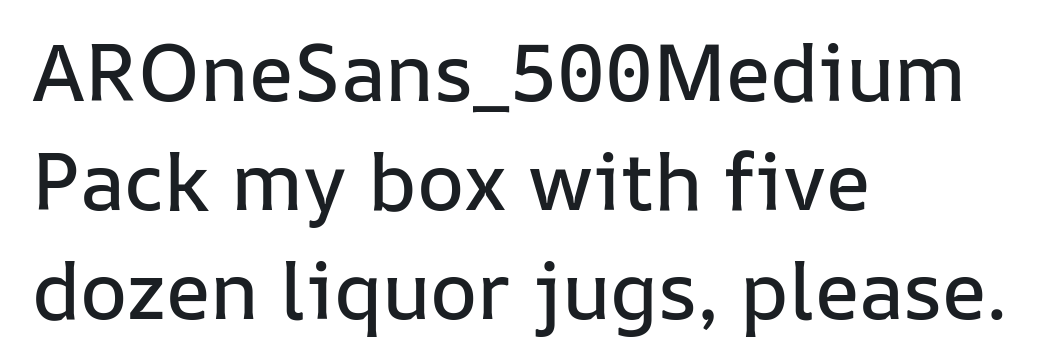 AROneSans_500Medium
Pack my box with five
dozen liquor jugs, please.